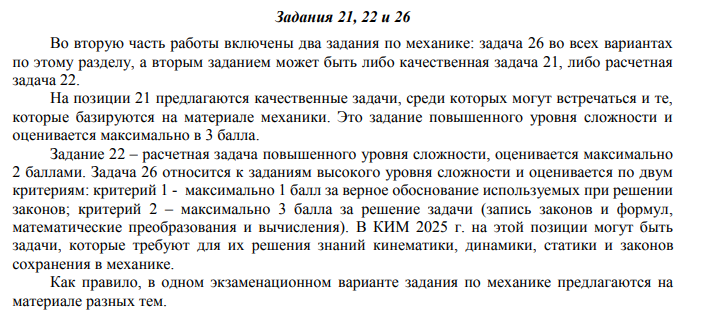 Задания 21, 22 и 26
Во вторую часть работы включены два задания по механике: задача 26 во всех вариантах
по этому разделу, а вторым заданием может быть либо качественная задача 21, либо расчетная
задача 22.
На позиции 21 предлагаются качественные задачи, среди которых могут встречаться и те,
которые базируются на материале механики. Это задание повышенного уровня сложности и
оценивается максимально в 3 балла.
Задание 22 – расчетная задача повышенного уровня сложности, оценивается максимально
2 баллами. Задача 26 относится к заданиям высокого уровня сложности и оценивается по двум
критериям: критерий 1 - максимально 1 балл за верное обоснование используемых при решении
законов; критерий 2 – максимально 3 балла за решение задачи (запись законов и формул,
математические преобразования и вычисления). В КИМ 2025 г. на этой позиции могут быть
задачи, которые требуют для их решения знаний кинематики, динамики, статики и законов
сохранения в механике.
Как правило, в одном экзаменационном варианте задания по механике предлагаются на
материале разных тем.